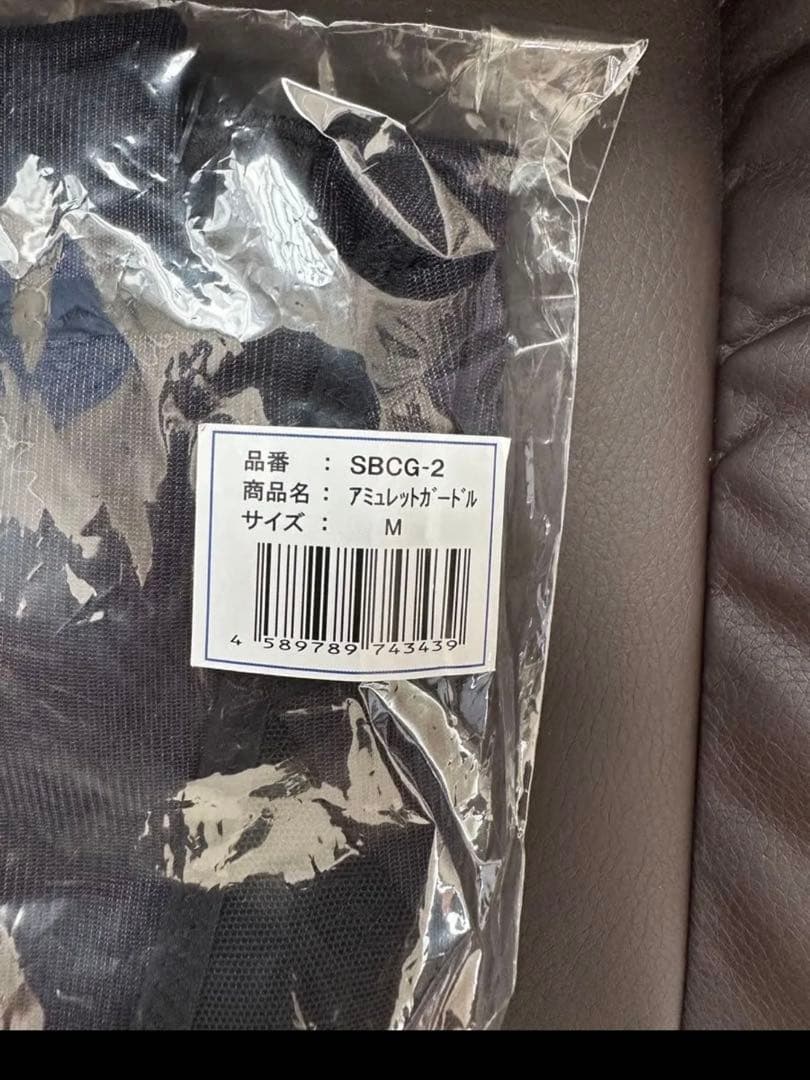 品番 : SBCG-2
商品名 : ｱﾐｭﾚｯﾄｶﾞｰﾄﾞﾙ
サイズ : M
4 589789 743439